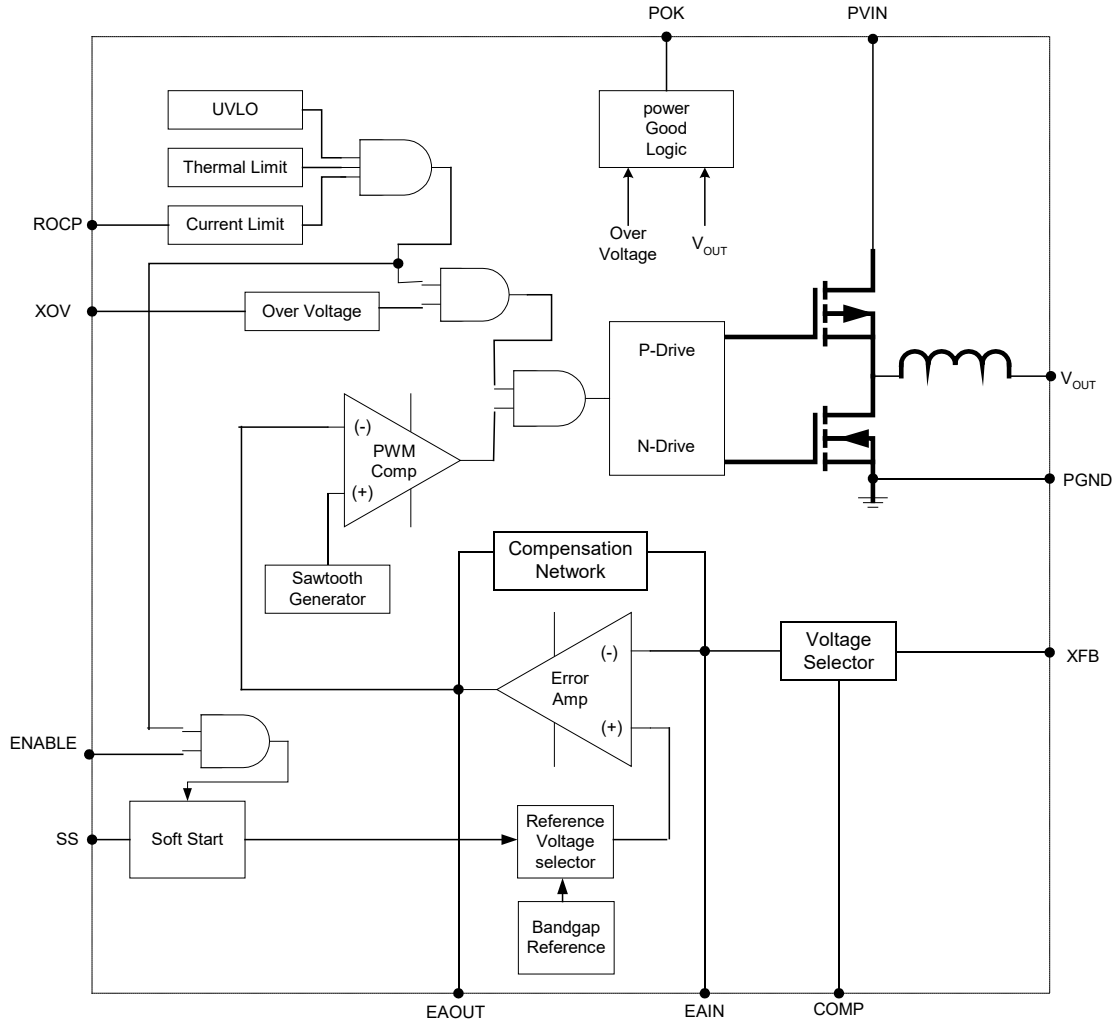 POK
PVIN
UVLO
power
Good
Logic
Thermal Limit
ROCP
Current Limit
Over
Voltage
VOUT
XOV
Over Voltage
P-Drive
VOUT
(-)
PWM
Comp
(+)
N-Drive
PGND
Compensation
Network
Sawtooth
Generator
Voltage
Selector
XFB
(-)
Error
Amp
(+)
ENABLE
SS
Soft Start
Reference
Voltage
selector
Bandgap
Reference
EAOUT
EAIN
COMP